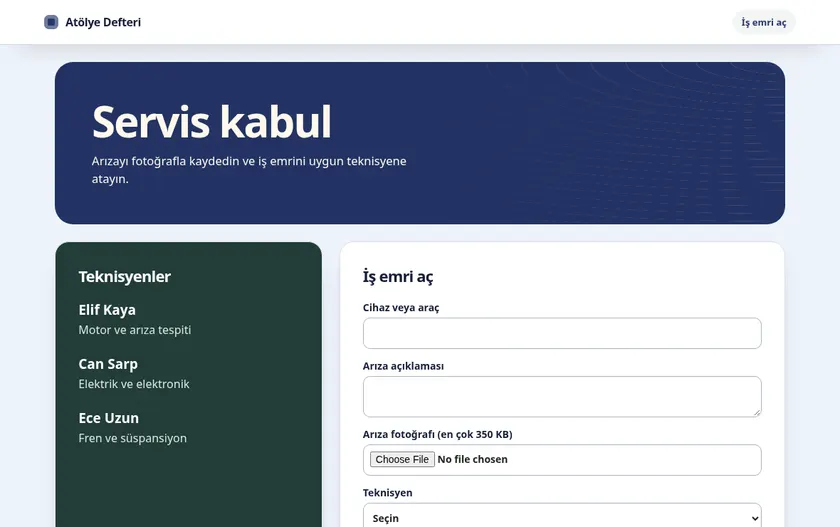 Atölye Defteri
İş emri aç
Servis kabul
Arızayı fotoğrafla kaydedin ve iş emrini uygun teknisyene
atayın.
Teknisyenler
Elif Kaya
Motor ve arıza tespiti
Can Sarp
Elektrik ve elektronik
Ece Uzun
Fren ve süspansiyon
İş emri aç
Cihaz veya araç
Arıza açıklaması
Arıza fotoğrafı (en çok 350 KB)
Choose File No file chosen
Teknisyen
Seçin